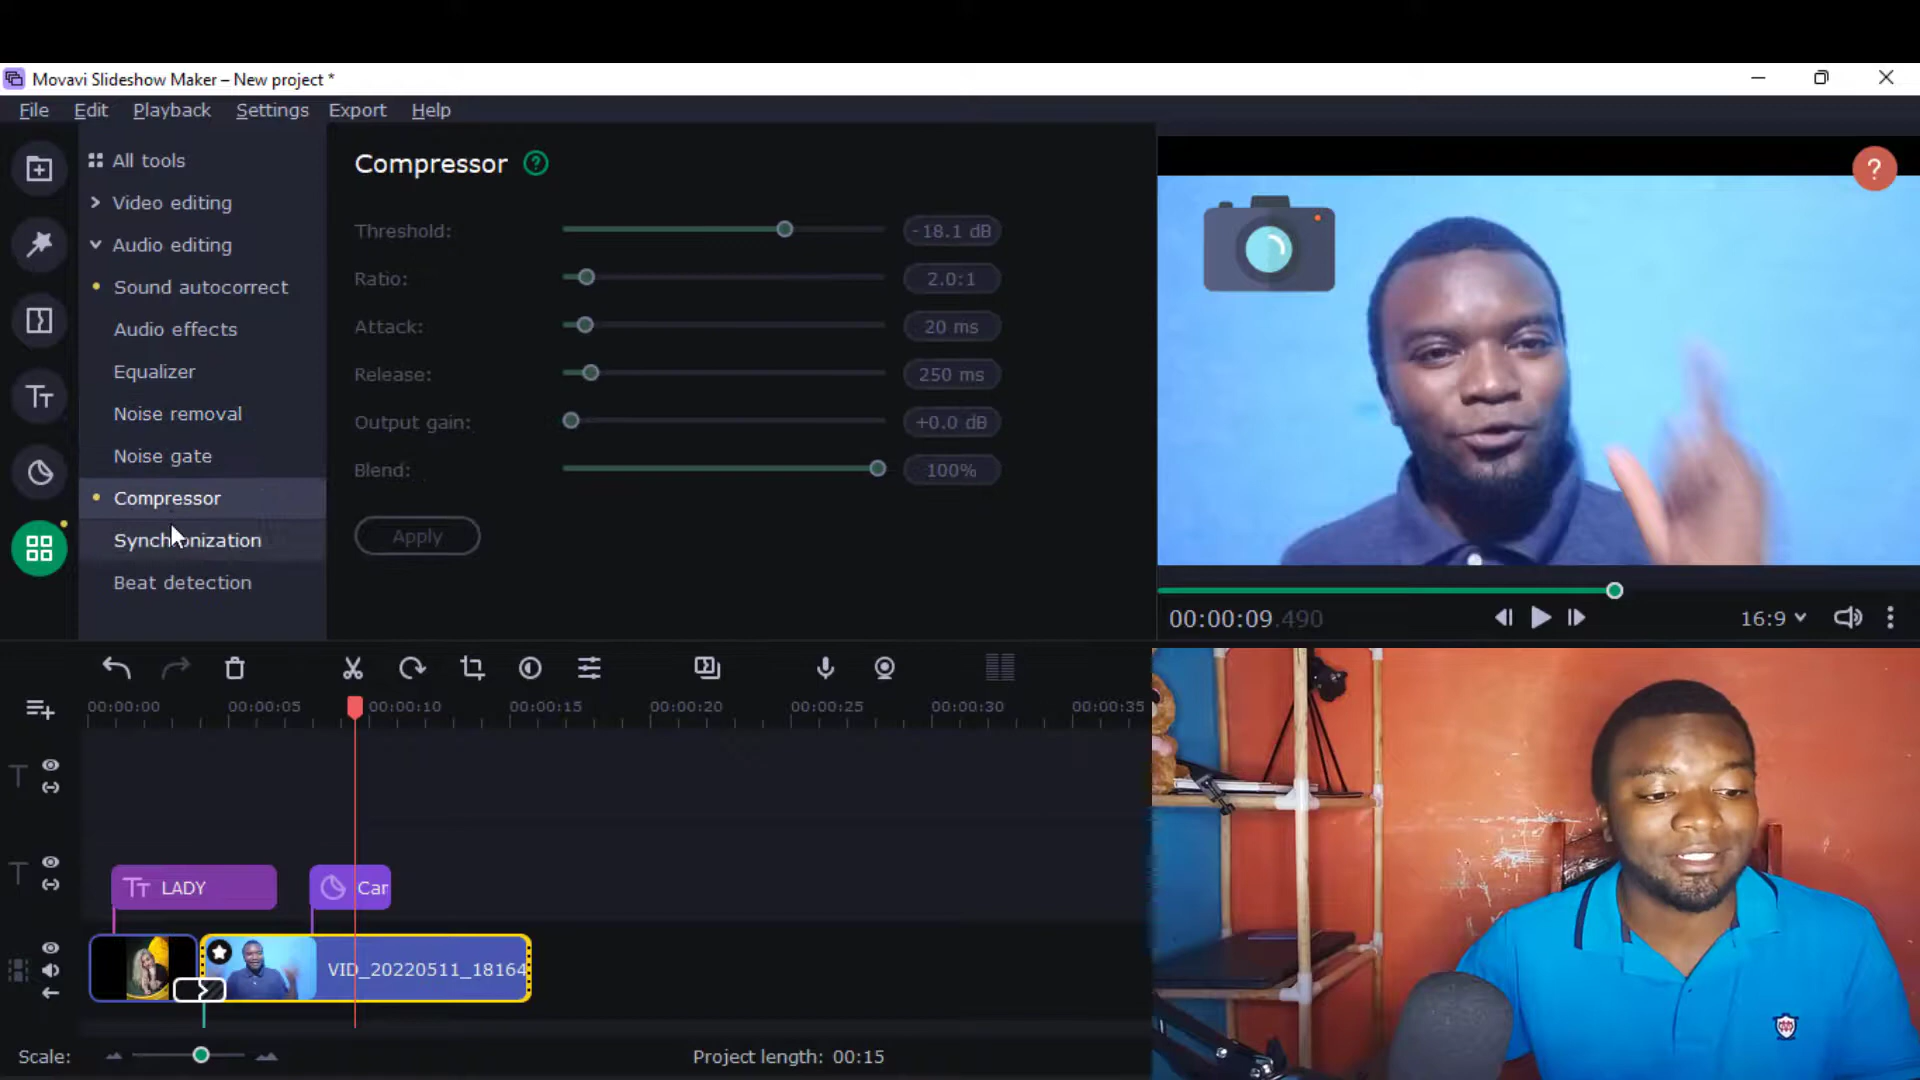 Movavi Slideshow Maker – New project *
File Edit Playback Settings Export Help
All tools
Video editing
Audio editing
Sound autocorrect
Audio effects
Equalizer
Noise removal
Noise gate
Compressor
Synchronization
Beat detection
Compressor ?
Threshold: -18.1 dB
Ratio: 2.0:1
Attack: 20 ms
Release: 250 ms
Output gain: +0.0 dB
Blend: 100%
Apply
?
00:00:09.490
16:9
00:00:00 00:00:05 00:00:10 00:00:15 00:00:20 00:00:25 00:00:30 00:00:35
LADY
Car
VID_20220511_18164
Scale:
Project length: 00:15